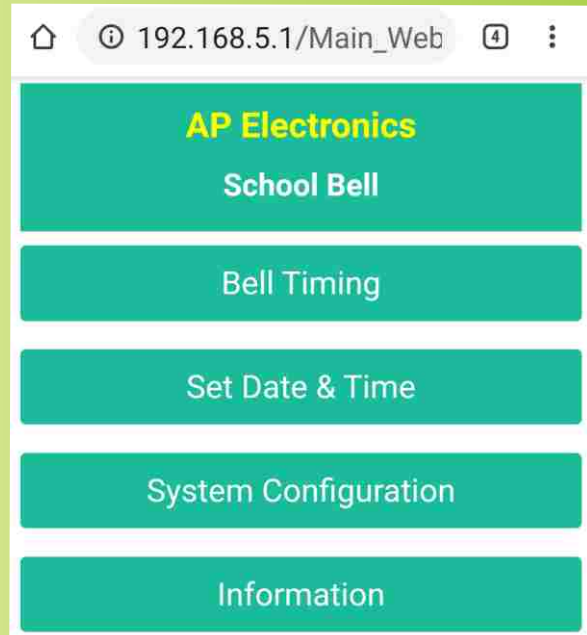 192.168.5.1/Main_Web
4
AP Electronics
School Bell
Bell Timing
Set Date & Time
System Configuration
Information